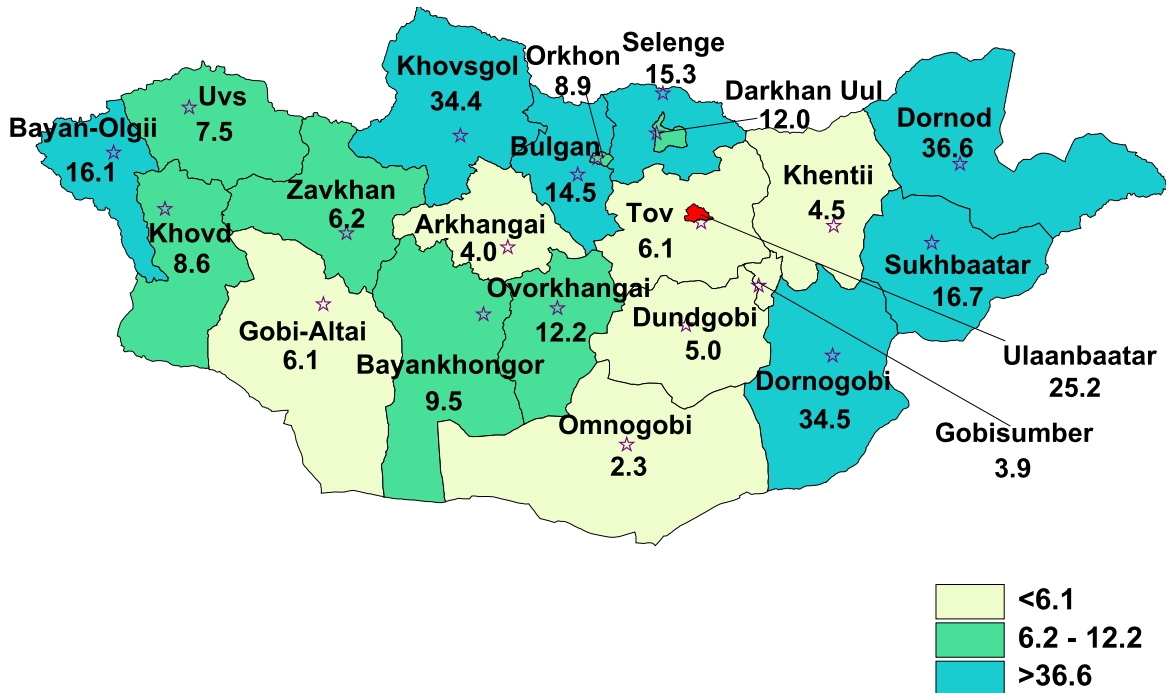 Orkhon
8.9
Selenge
15.3
Khovsgol
34.4
Darkhan Uul
12.0
Uvs
7.5
Bayan-Olgii
16.1
Dornod
36.6
Bulgan
14.5
Khentii
4.5
Zavkhan
6.2
Tov
6.1
Arkhangai
4.0
Khovd
8.6
Sukhbaatar
16.7
Ovorkhangai
12.2
Dundgobi
5.0
Gobi-Altai
6.1
Bayankhongor
9.5
Ulaanbaatar
25.2
Dornogobi
34.5
Omnogobi
2.3
Gobisumber
3.9
<6.1
6.2 - 12.2
>36.6